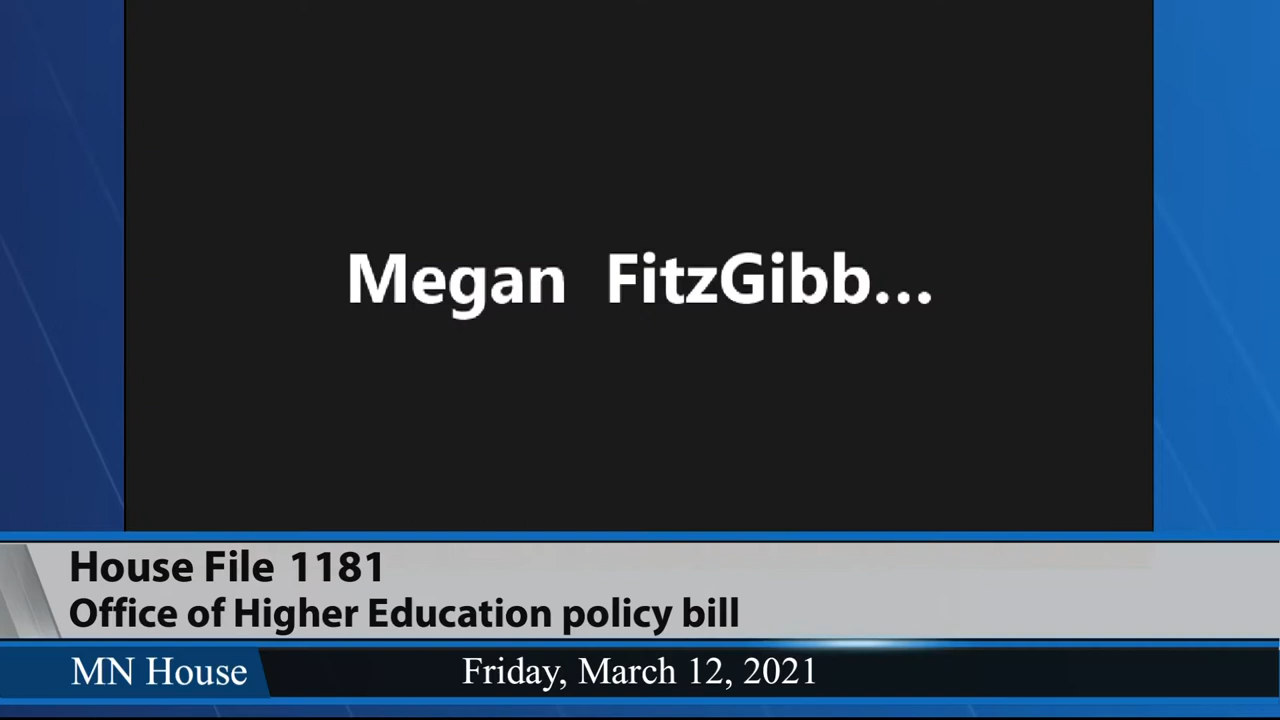 Megan FitzGibb...
House File 1181
Office of Higher Education policy bill
MN House
Friday, March 12, 2021